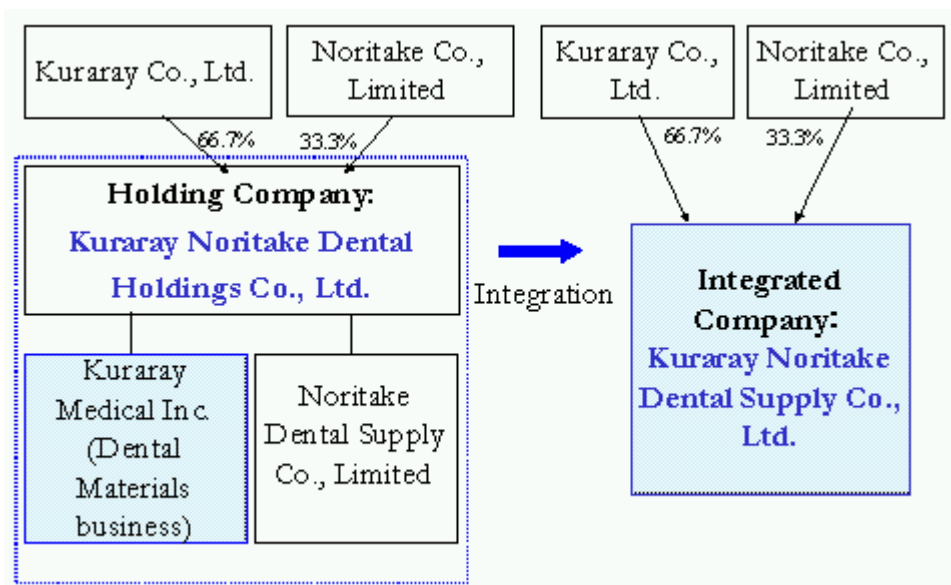 Kuraray Co., Ltd.
Noritake Co.,
Limited
66.7%
33.3%
Holding Company:
Kuraray Noritake Dental
Holdings Co., Ltd.
Kuraray
Medical Inc.
(Dental
Materials
business)
Noritake
Dental Supply
Co., Limited
Integration
Kuraray Co.,
Ltd.
Noritake Co.,
Limited
66.7%
33.3%
Integrated
Company:
Kuraray Noritake
Dental Supply Co.,
Ltd.